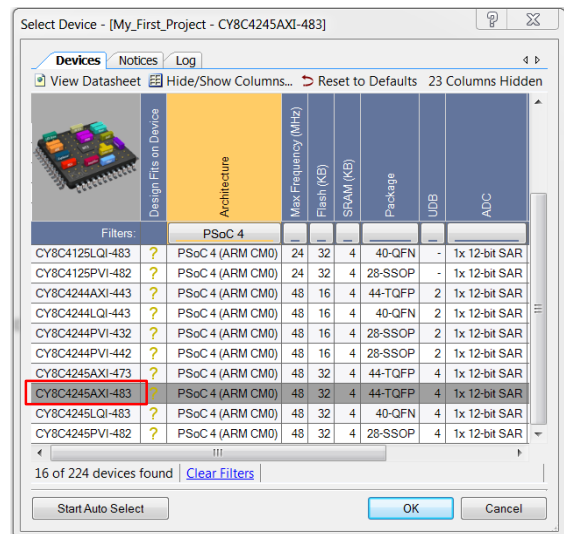 Select Device - [My_First_Project - CY8C4245AXI-483]
Devices Notices Log
View Datasheet Hide/Show Columns... Reset to Defaults 23 Columns Hidden
Design Fits on Device Architecture Max Frequency (MHz) Flash (KB) SRAM (KB) Package UDB ADC
Filters: PSoC 4
CY8C4125LQI-483 ? PSoC 4 (ARM CM0) 24 32 4 40-QFN - 1x 12-bit SAR
CY8C4125PVI-482 ? PSoC 4 (ARM CM0) 24 32 4 28-SSOP - 1x 12-bit SAR
CY8C4244AXI-443 ? PSoC 4 (ARM CM0) 48 16 4 44-TQFP 2 1x 12-bit SAR
CY8C4244LQI-443 ? PSoC 4 (ARM CM0) 48 16 4 40-QFN 2 1x 12-bit SAR
CY8C4244PVI-432 ? PSoC 4 (ARM CM0) 48 16 4 28-SSOP 2 1x 12-bit SAR
CY8C4244PVI-442 ? PSoC 4 (ARM CM0) 48 16 4 28-SSOP 2 1x 12-bit SAR
CY8C4245AXI-473 ? PSoC 4 (ARM CM0) 48 32 4 44-TQFP 4 1x 12-bit SAR
CY8C4245AXI-483 ? PSoC 4 (ARM CM0) 48 32 4 44-TQFP 4 1x 12-bit SAR
CY8C4245LQI-483 ? PSoC 4 (ARM CM0) 48 32 4 40-QFN 4 1x 12-bit SAR
CY8C4245PVI-482 ? PSoC 4 (ARM CM0) 48 32 4 28-SSOP 4 1x 12-bit SAR
16 of 224 devices found Clear Filters
Start Auto Select OK Cancel